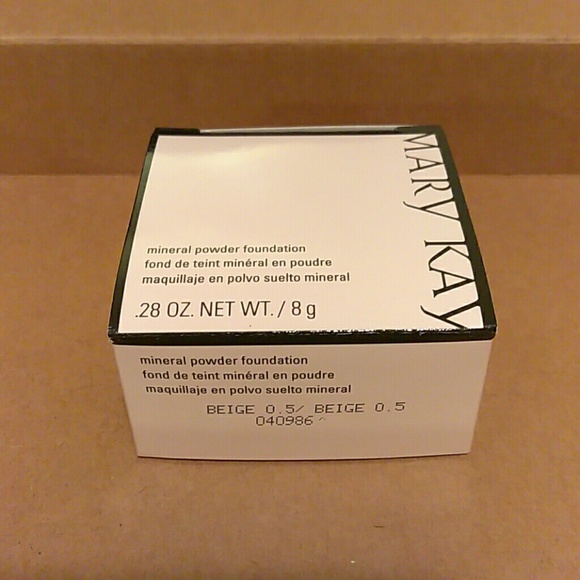 MARY KAY
mineral powder foundation
fond de teint minéral en poudre
maquillaje en polvo suelto mineral
.28 OZ. NET WT. / 8 g
mineral powder foundation
fond de teint minéral en poudre
maquillaje en polvo suelto mineral
BEIGE 0.5/ BEIGE 0.5
040986 ^